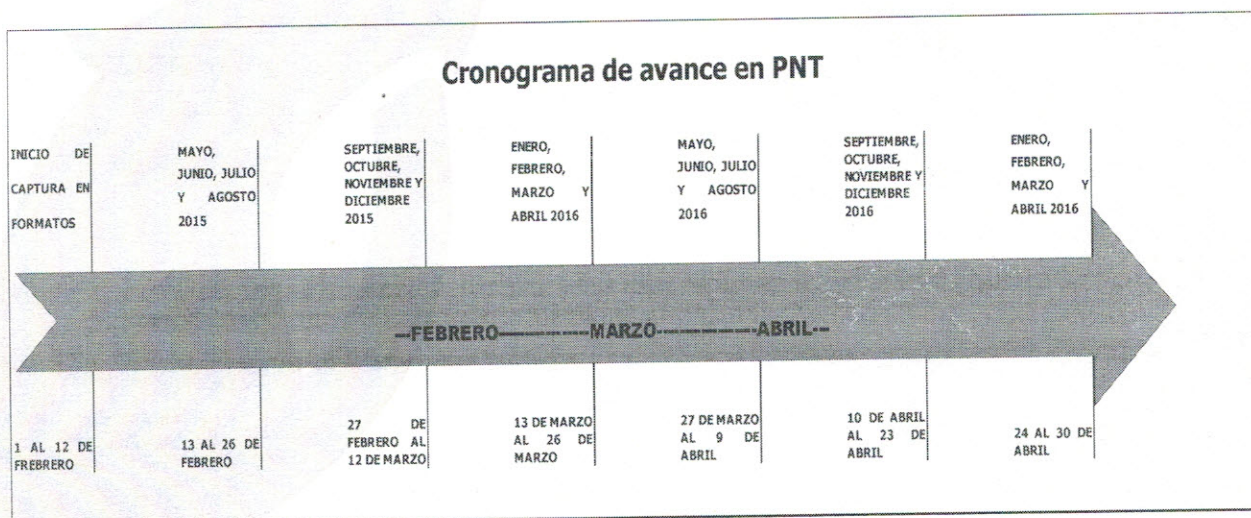 Cronograma de avance en PNT
INICIO DE
CAPTURA EN
FORMATOS
MAYO,
JUNIO, JULIO
Y AGOSTO
2015
SEPTIEMBRE,
OCTUBRE,
NOVIEMBRE Y
DICIEMBRE
2015
ENERO,
FEBRERO,
MARZO Y
ABRIL 2016
MAYO,
JUNIO, JULIO
Y AGOSTO
2016
SEPTIEMBRE,
OCTUBRE,
NOVIEMBRE Y
DICIEMBRE
2016
ENERO,
FEBRERO,
MARZO Y
ABRIL 2016
---FEBRERO---------------MARZO----------------ABRIL---
1 AL 12 DE
FREBRERO
13 AL 26 DE
FEBRERO
27 DE
FEBRERO AL
12 DE MARZO
13 DE MARZO
AL 26 DE
MARZO
27 DE MARZO
AL 9 DE
ABRIL
10 DE ABRIL
AL 23 DE
ABRIL
24 AL 30 DE
ABRIL